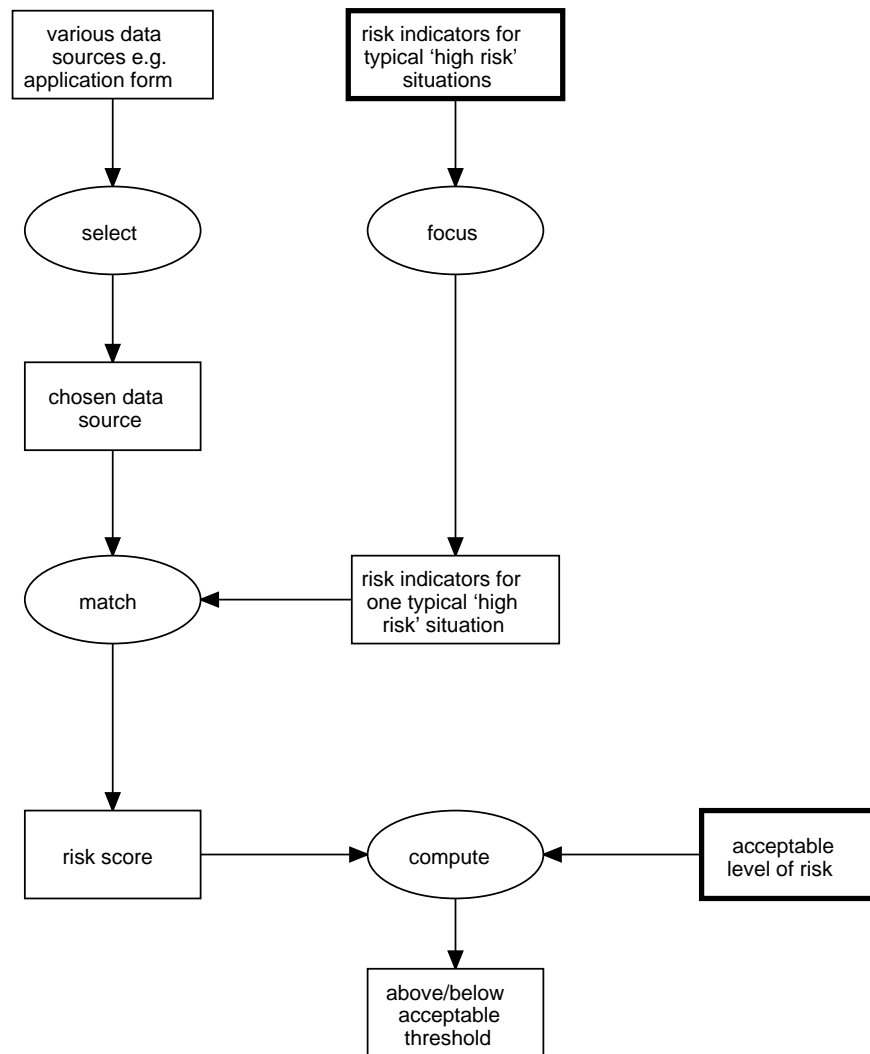 various data
sources e.g.
application form
risk indicators for
typical ‘high risk’
situations
select
focus
chosen data
source
match
risk indicators for
one typical ‘high
risk’ situation
risk score
compute
acceptable
level of risk
above/below
acceptable
threshold